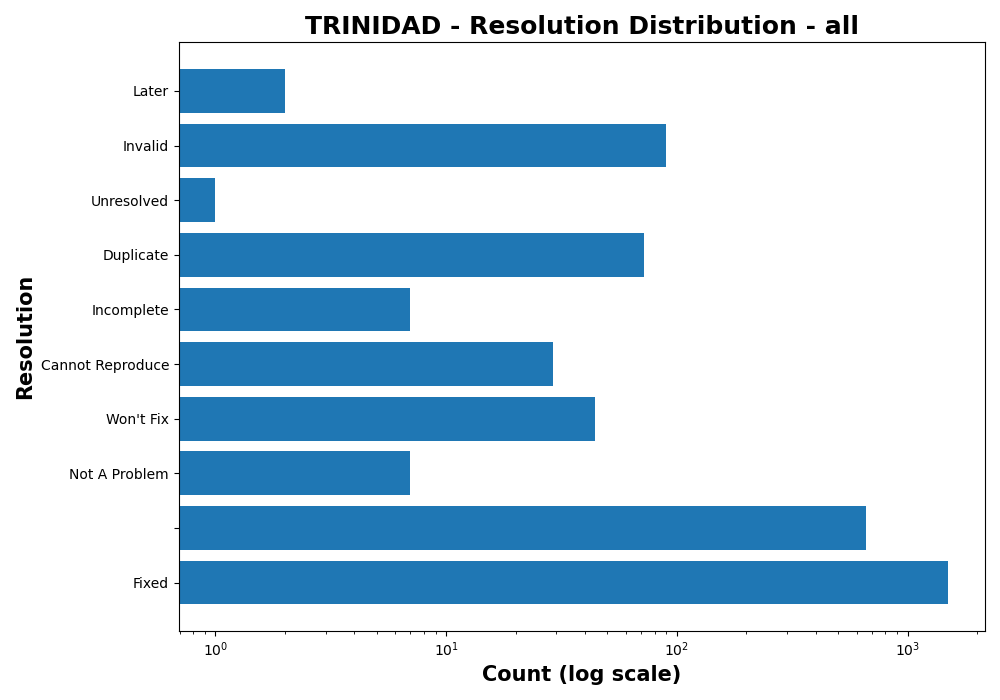 TRINIDAD - Resolution Distribution - all
Later
Invalid
Unresolved
Duplicate
Incomplete
Cannot Reproduce
Won't Fix
Not A Problem
Fixed
Resolution
10⁰
10¹
10²
10³
Count (log scale)